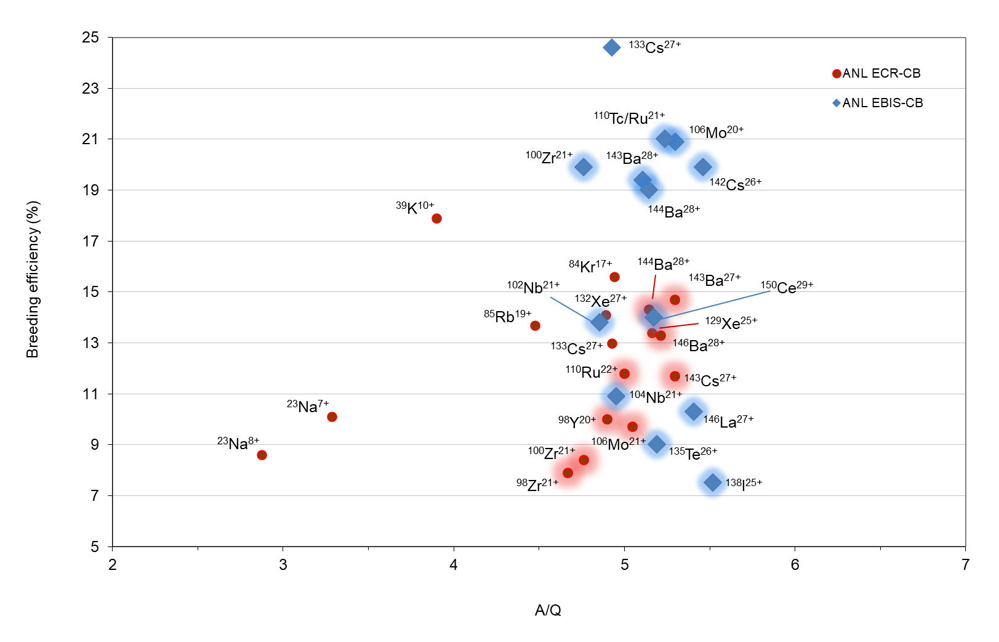 25
23
21
19
17
15
13
11
9
7
5
2
3
4
5
6
7
Breeding efficiency (%)
A/Q
ANL ECR-CB
ANL EBIS-CB
¹³³Cs²⁷⁺
¹¹⁰Tc/Ru²¹⁺
¹⁰⁶Mo²⁰⁺
¹⁰⁰Zr²¹⁺
¹⁴³Ba²⁸⁺
¹⁴²Cs²⁶⁺
³⁹K¹⁰⁺
¹⁴⁴Ba²⁸⁺
⁸⁴Kr¹⁷⁺
¹⁴⁴Ba²⁸⁺
¹⁴³Ba²⁷⁺
¹⁰²Nb²¹⁺
¹⁵⁰Ce²⁹⁺
¹³²Xe²⁷⁺
⁸⁵Rb¹⁹⁺
¹²⁹Xe²⁵⁺
¹³³Cs²⁷⁺
¹⁴⁶Ba²⁸⁺
¹¹⁰Ru²²⁺
¹⁴³Cs²⁷⁺
¹⁰⁴Nb²¹⁺
²³Na⁷⁺
⁹⁸Y²⁰⁺
¹⁴⁶La²⁷⁺
²³Na⁸⁺
¹⁰⁶Mo²¹⁺
¹⁰⁰Zr²¹⁺
¹³⁵Te²⁶⁺
⁹⁸Zr²¹⁺
¹³⁸I²⁵⁺